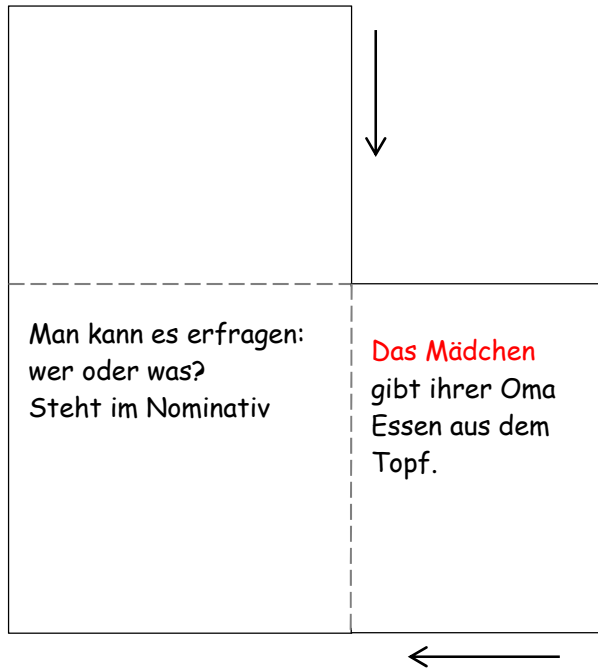 Man kann es erfragen:
wer oder was?
Steht im Nominativ
Das Mädchen
gibt ihrer Oma
Essen aus dem
Topf.